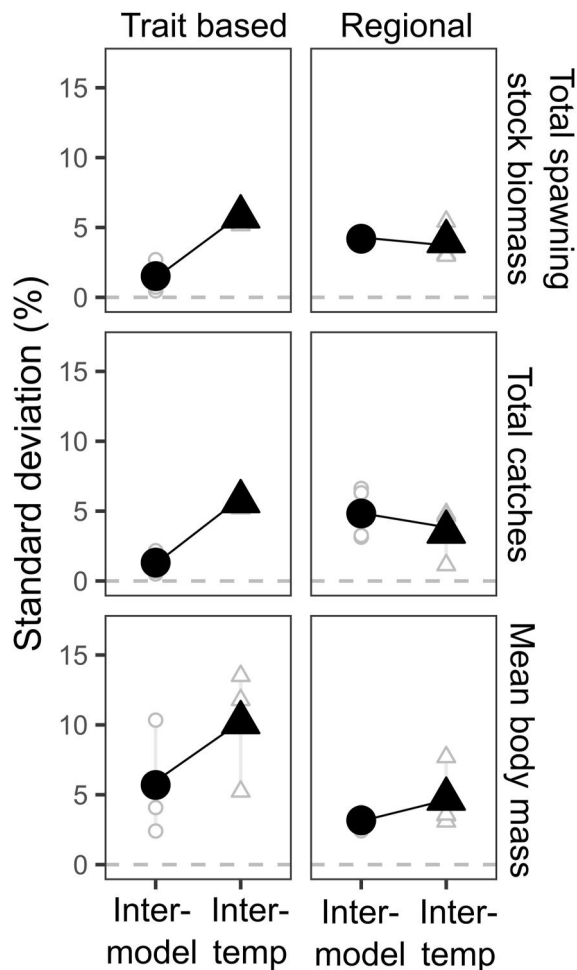 Trait based
Regional
Standard deviation (%)
15
10
5
0
Total spawning
stock biomass
15
10
5
0
Total catches
15
10
5
0
Mean body mass
Inter-
model
Inter-
temp
Inter-
model
Inter-
temp